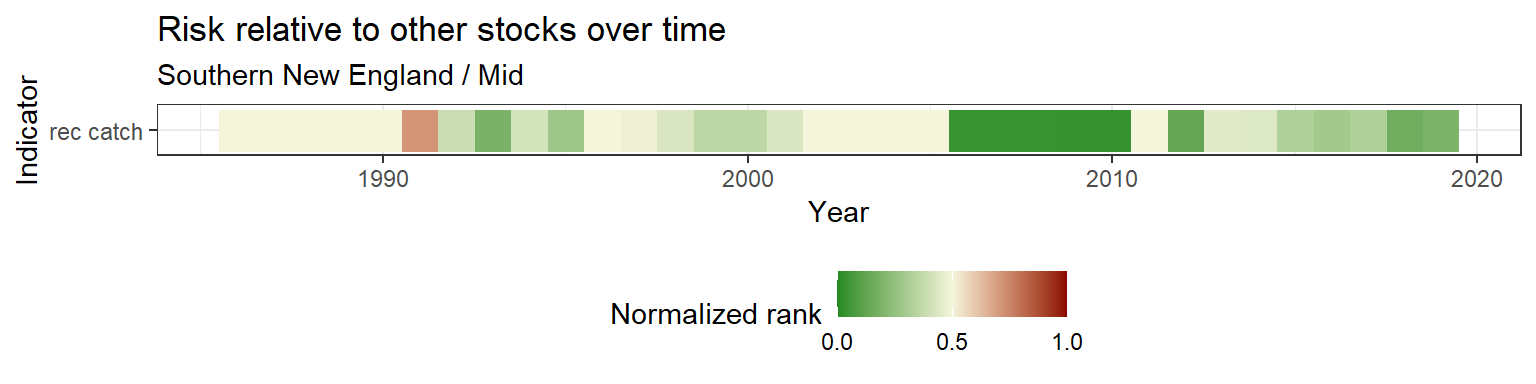 Risk relative to other stocks over time
Southern New England / Mid
Indicator
rec catch
1990 2000 2010 2020
Year
Normalized rank
0.0 0.5 1.0